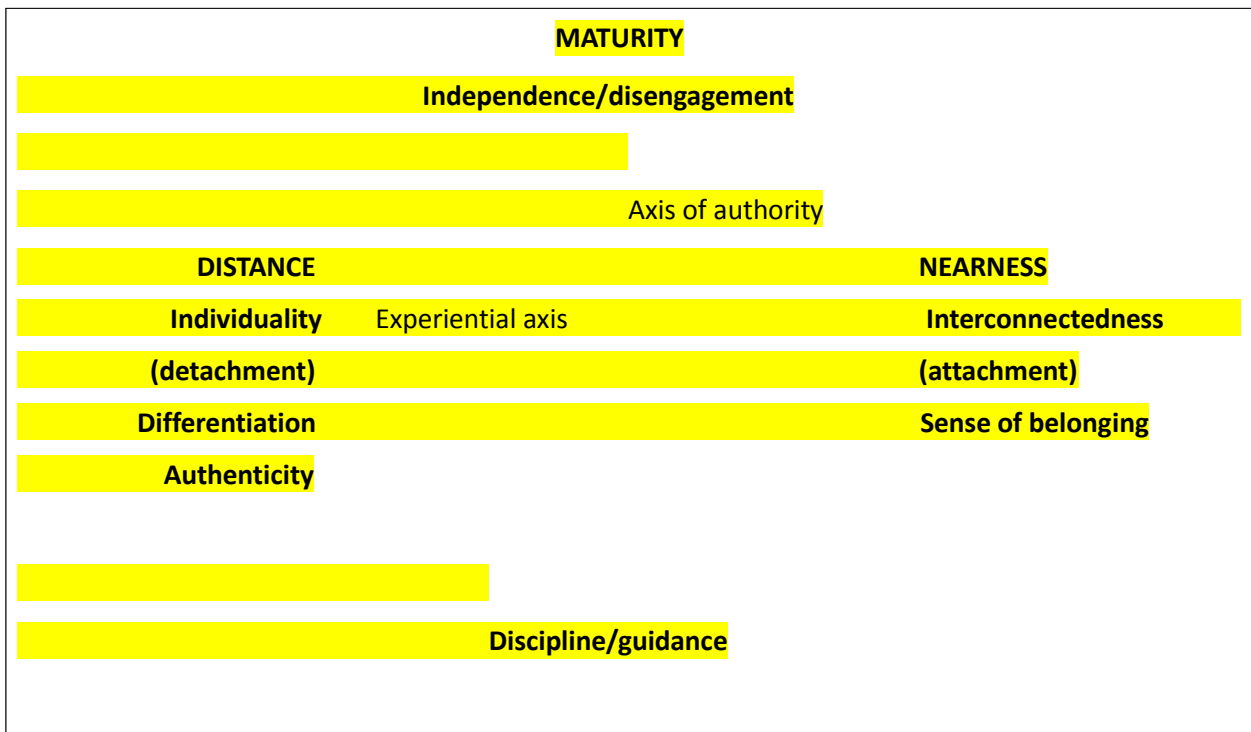 MATURITY
Independence/disengagement
Axis of authority
DISTANCE NEARNESS
Individuality Experiential axis Interconnectedness
(detachment) (attachment)
Differentiation Sense of belonging
Authenticity
Discipline/guidance